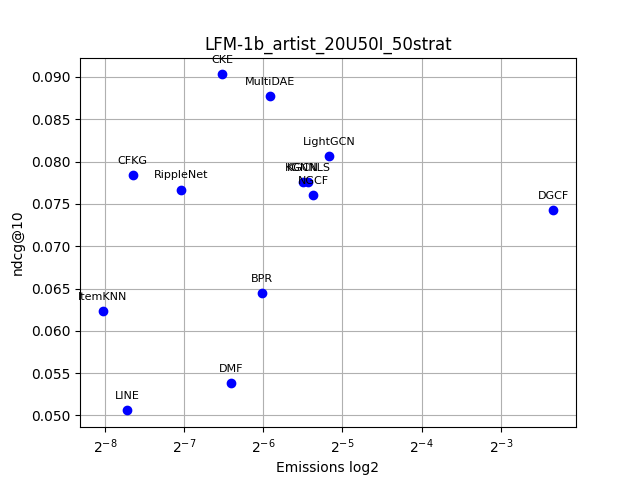 LFM-1b_artist_20U50I_50strat
CKE
MultiDAE
LightGCN
CFKG
RippleNet
NGCF
DGCF
BPR
ItemKNN
DMF
LINE
0.090
0.085
0.080
0.075
0.070
0.065
0.060
0.055
0.050
ndcg@10
2⁻⁸ 2⁻⁷ 2⁻⁶ 2⁻⁵ 2⁻⁴ 2⁻³
Emissions log2